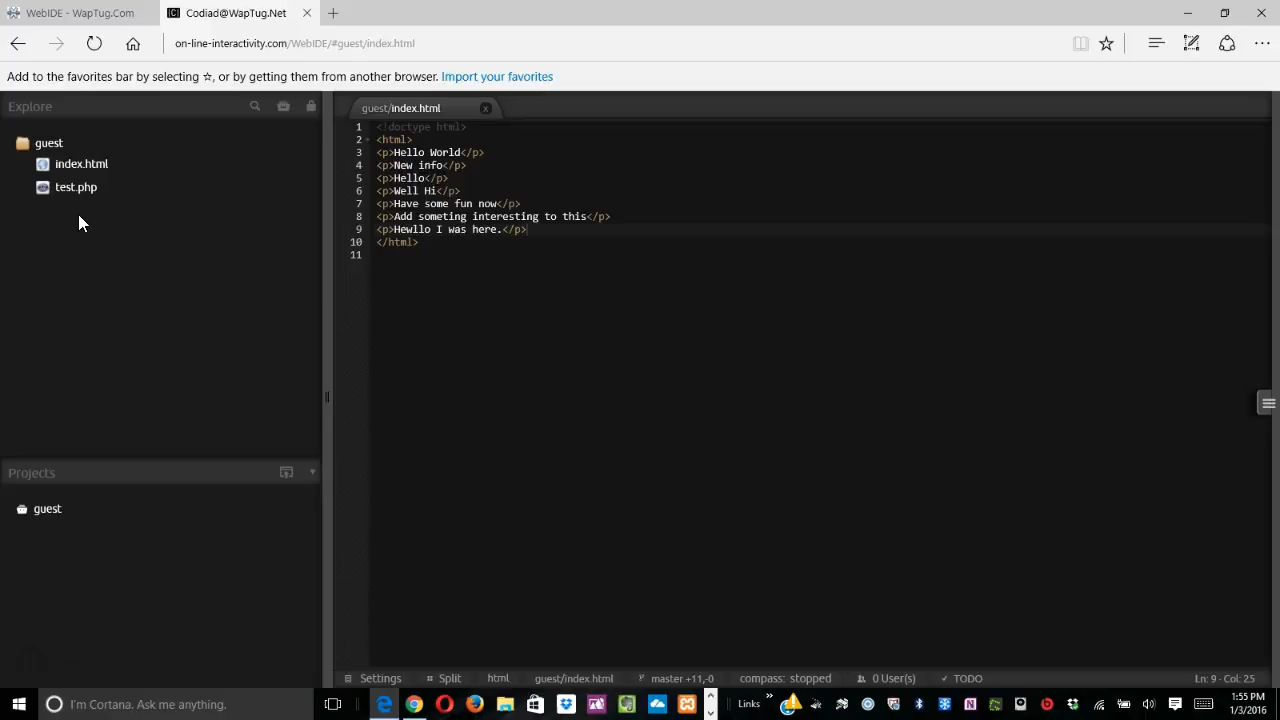 WebIDE - WapTug.Com
Codiad@WapTug.Net
on-line-interactivity.com/WebIDE/#guest/index.html
Add to the favorites bar by selecting ☆, or by getting them from another browser. Import your favorites
Explore
guest
index.html
test.php
Projects
guest
guest/index.html
1 <!doctype html>
2 <html>
3 <p>Hello World</p>
4 <p>New info</p>
5 <p>Hello</p>
6 <p>Well Hi</p>
7 <p>Have some fun now</p>
8 <p>Add someting interesting to this</p>
9 <p>Hewllo I was here.</p>
10 </html>
11
Settings Split html guest/index.html master +11,-0 compass: stopped 0 User(s) TODO Ln: 9 · Col: 25
I'm Cortana. Ask me anything.
Links
1:55 PM
1/3/2016